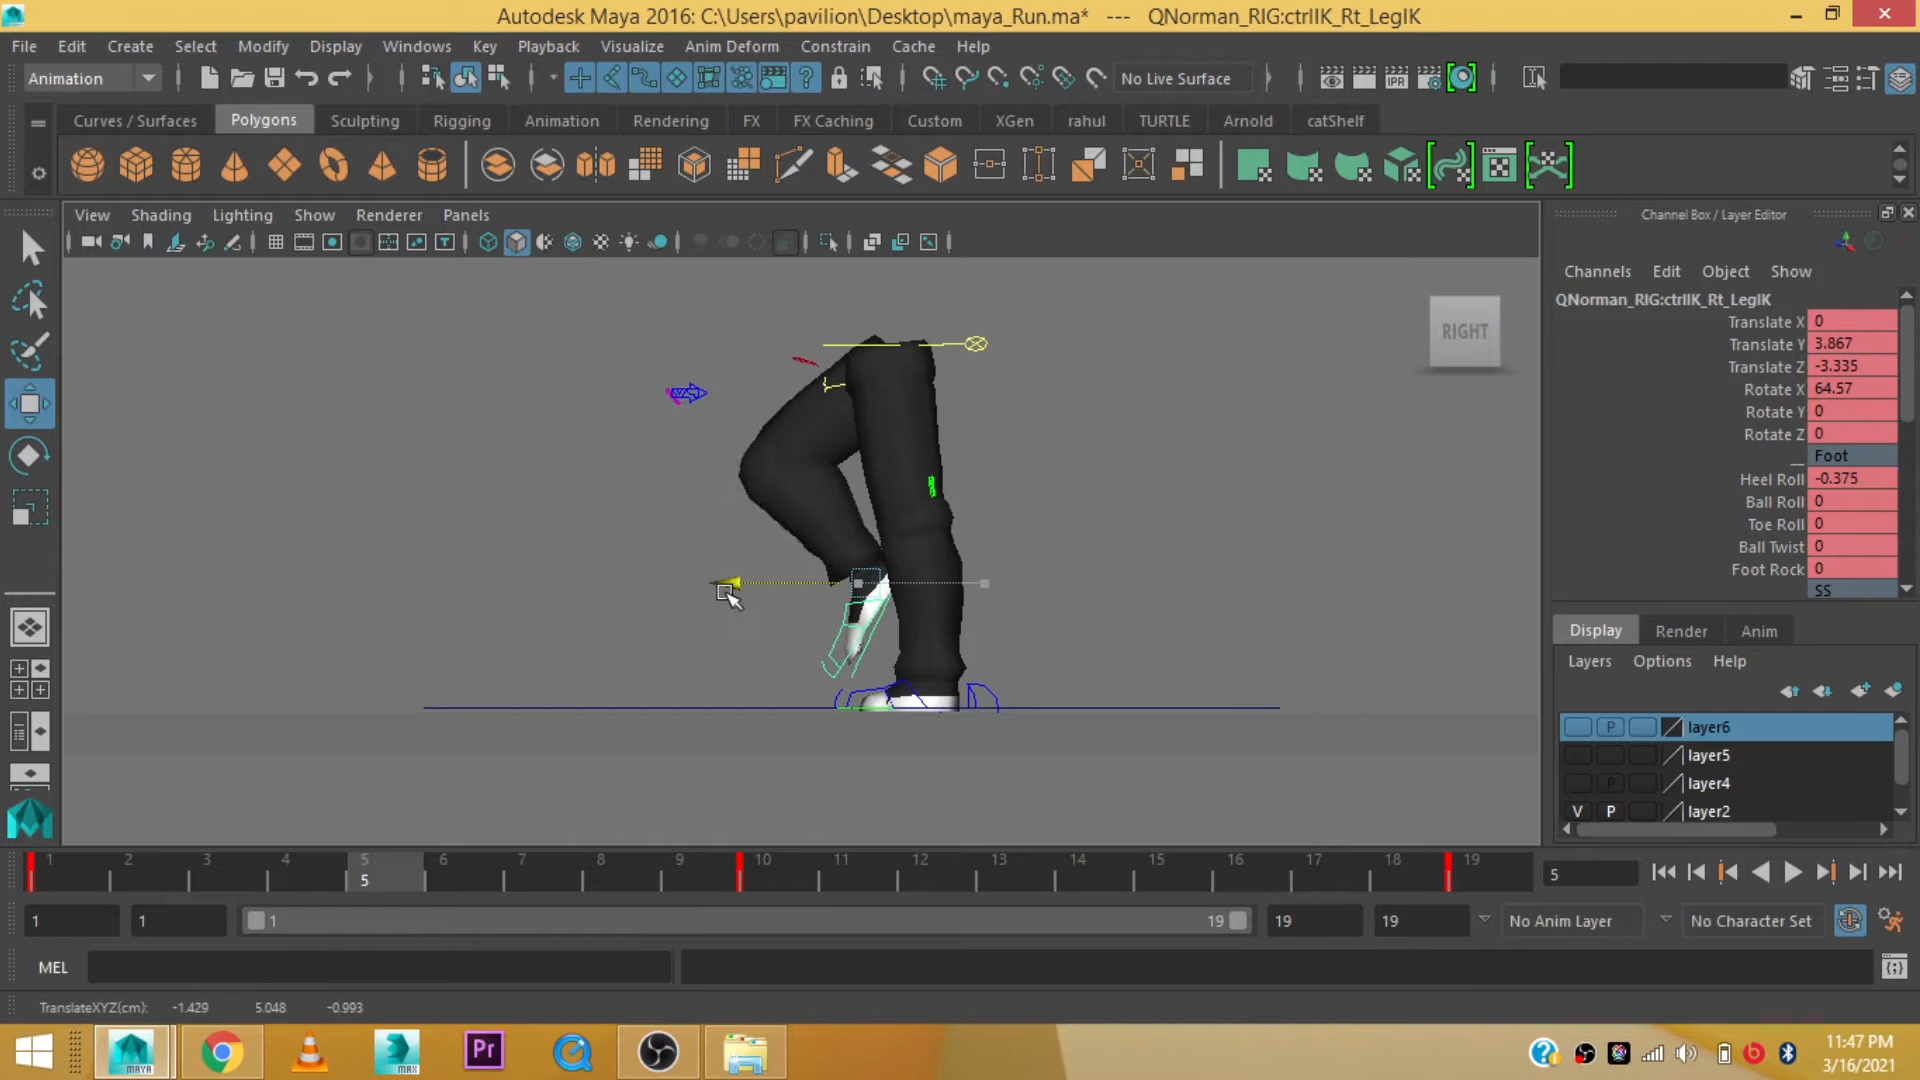 Autodesk Maya 2016: C:\Users\pavilion\Desktop\maya_Run.ma* --- QNorman_RIG:ctrlIK_Rt_LegIK
File Edit Create Select Modify Display Windows Key Playback Visualize Anim Deform Constrain Cache Help
Animation No Live Surface IPR
Curves / Surfaces Polygons Sculpting Rigging Animation Rendering FX FX Caching Custom XGen rahul TURTLE Arnold catShelf
View Shading Lighting Show Renderer Panels
Channel Box / Layer Editor
Channels Edit Object Show
RIGHT
QNorman_RIG:ctrlIK_Rt_LegIK
Translate X 0
Translate Y 3.867
Translate Z -3.335
Rotate X 64.57
Rotate Y 0
Rotate Z 0
__ Foot
Heel Roll -0.375
Ball Roll 0
Toe Roll 0
Ball Twist 0
Foot Rock 0
SS
Display Render Anim
Layers Options Help
P layer6
layer5
P layer4
V P layer2
1 2 3 4 5 6 7 8 9 10 11 12 13 14 15 16 17 18 19
5 5
1 1 1 19 19 19 No Anim Layer No Character Set
MEL
TranslateXYZ(cm): -1.429 5.048 -0.993
MAYA MAX Pr
11:47 PM
3/16/2021